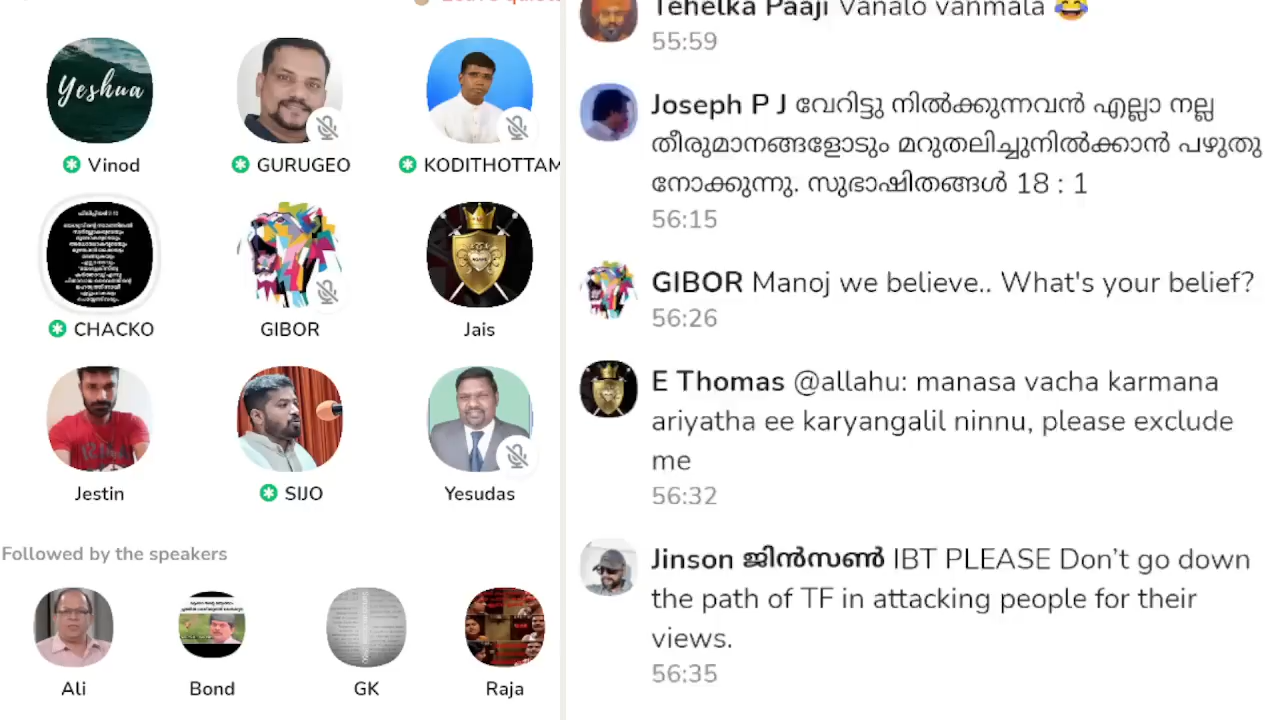 Yeshua
Vinod
GURUGEO
KODITHOTTAM
CHACKO
GIBOR
Jais
Jestin
SIJO
Yesudas
Followed by the speakers
Ali
Bond
GK
Raja
Tehelka Paaji Vanalo vanmala 😂
55:59
Joseph P J വേറിട്ടു നിൽക്കുന്നവൻ എല്ലാ നല്ല
തീരുമാനങ്ങളോടും മറുതലിച്ചുനിൽക്കാൻ പഴുതു
നോക്കുന്നു. സുഭാഷിതങ്ങൾ 18 : 1
56:15
GIBOR Manoj we believe.. What's your belief?
56:26
E Thomas @allahu: manasa vacha karmana
ariyatha ee karyangalil ninnu, please exclude
me
56:32
Jinson ജിൻസൺ IBT PLEASE Don’t go down
the path of TF in attacking people for their
views.
56:35